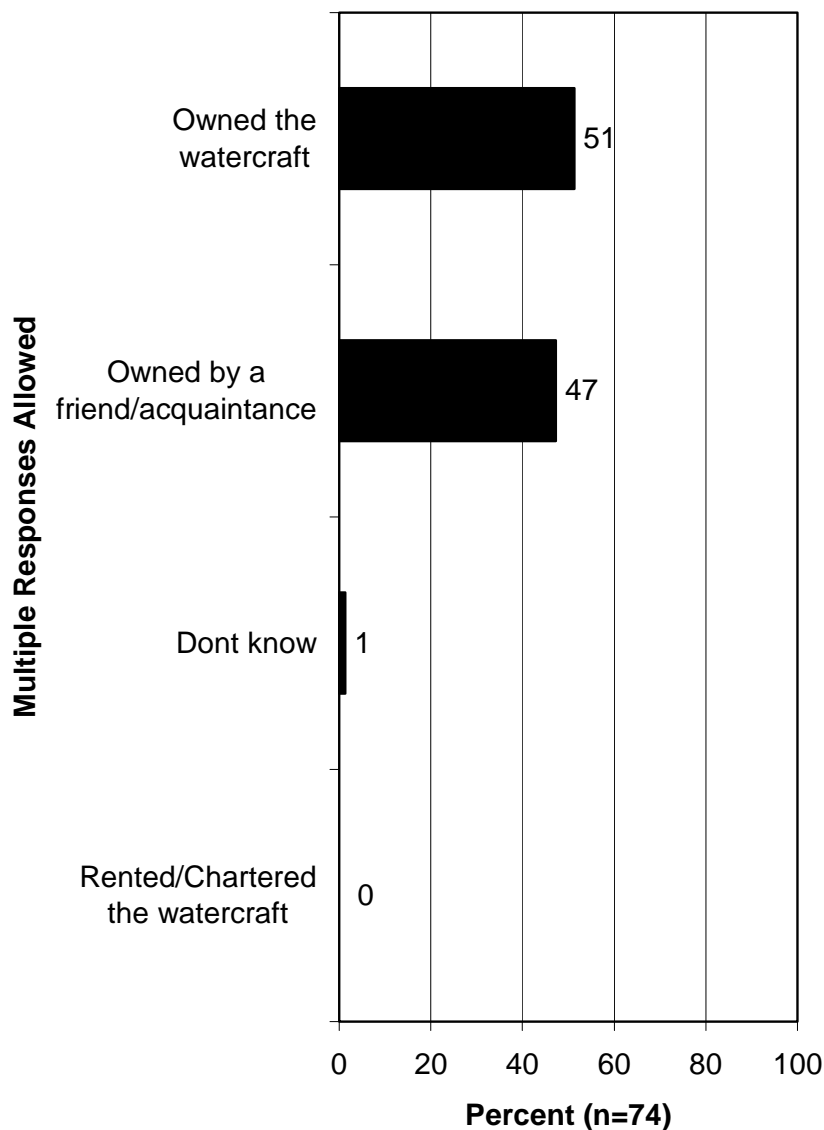 Multiple Responses Allowed
Owned the
watercraft
51
Owned by a
friend/acquaintance
47
Dont know
1
Rented/Chartered
the watercraft
0
0 20 40 60 80 100
Percent (n=74)